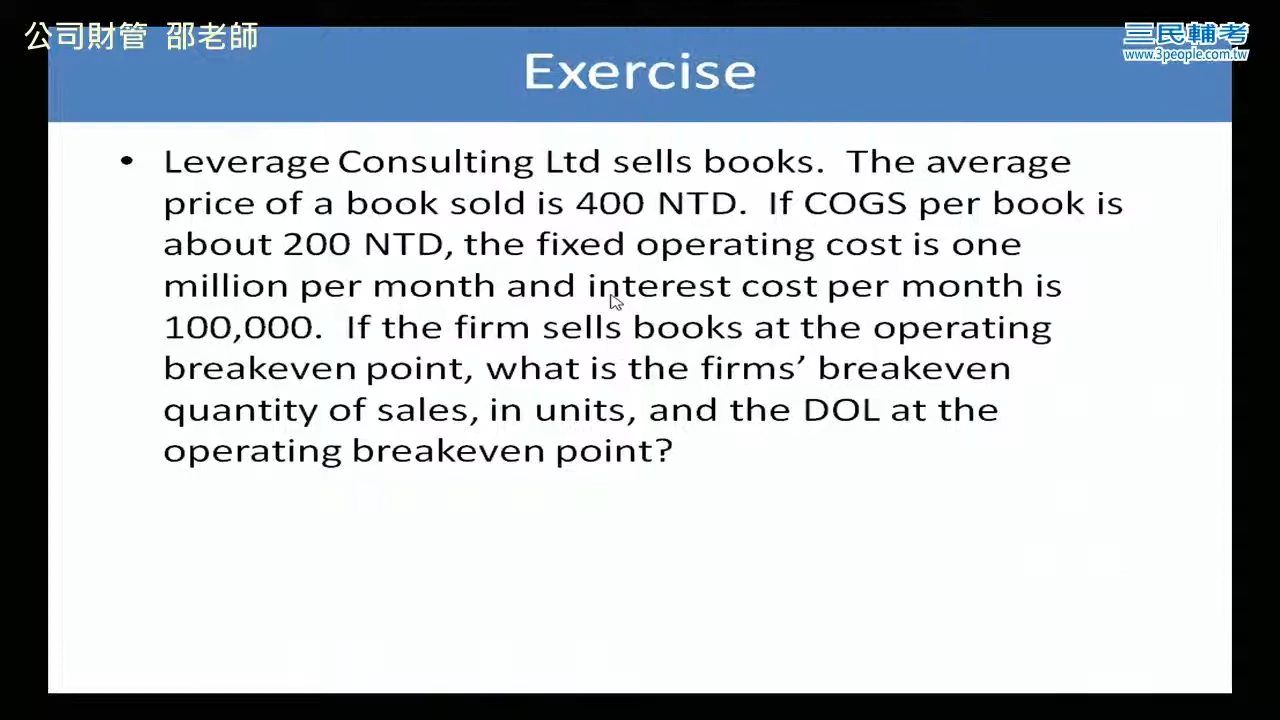 公司財管 邵老師
三民輔考
www.3people.com.tw
Exercise
• Leverage Consulting Ltd sells books. The average
price of a book sold is 400 NTD. If COGS per book is
about 200 NTD, the fixed operating cost is one
million per month and interest cost per month is
100,000. If the firm sells books at the operating
breakeven point, what is the firms’ breakeven
quantity of sales, in units, and the DOL at the
operating breakeven point?